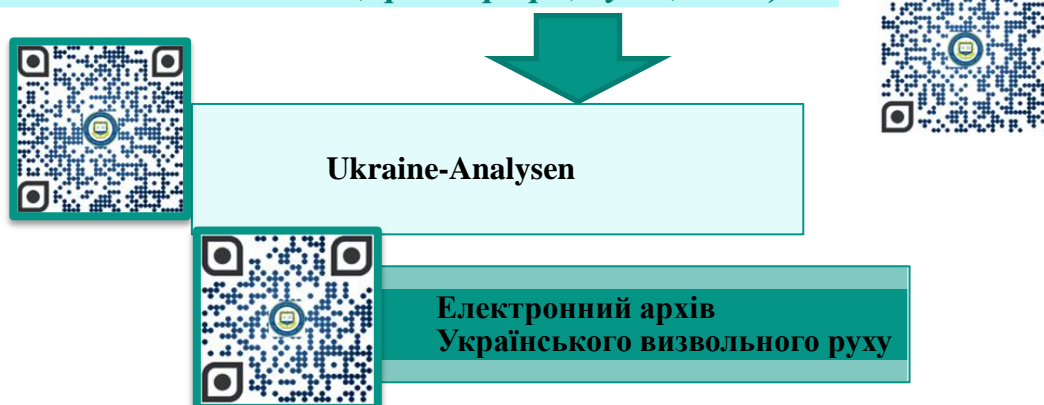 Ukraine-Analysen
Електронний архів
Українського визвольного руху